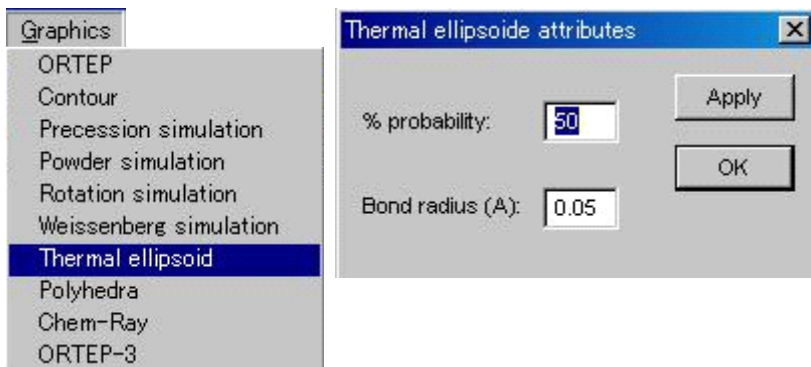 Graphics
ORTEP
Contour
Precession simulation
Powder simulation
Rotation simulation
Weissenberg simulation
Thermal ellipsoid
Polyhedra
Chem-Ray
ORTEP-3
Thermal ellipsoide attributes
% probability: 50
Apply
OK
Bond radius (A): 0.05